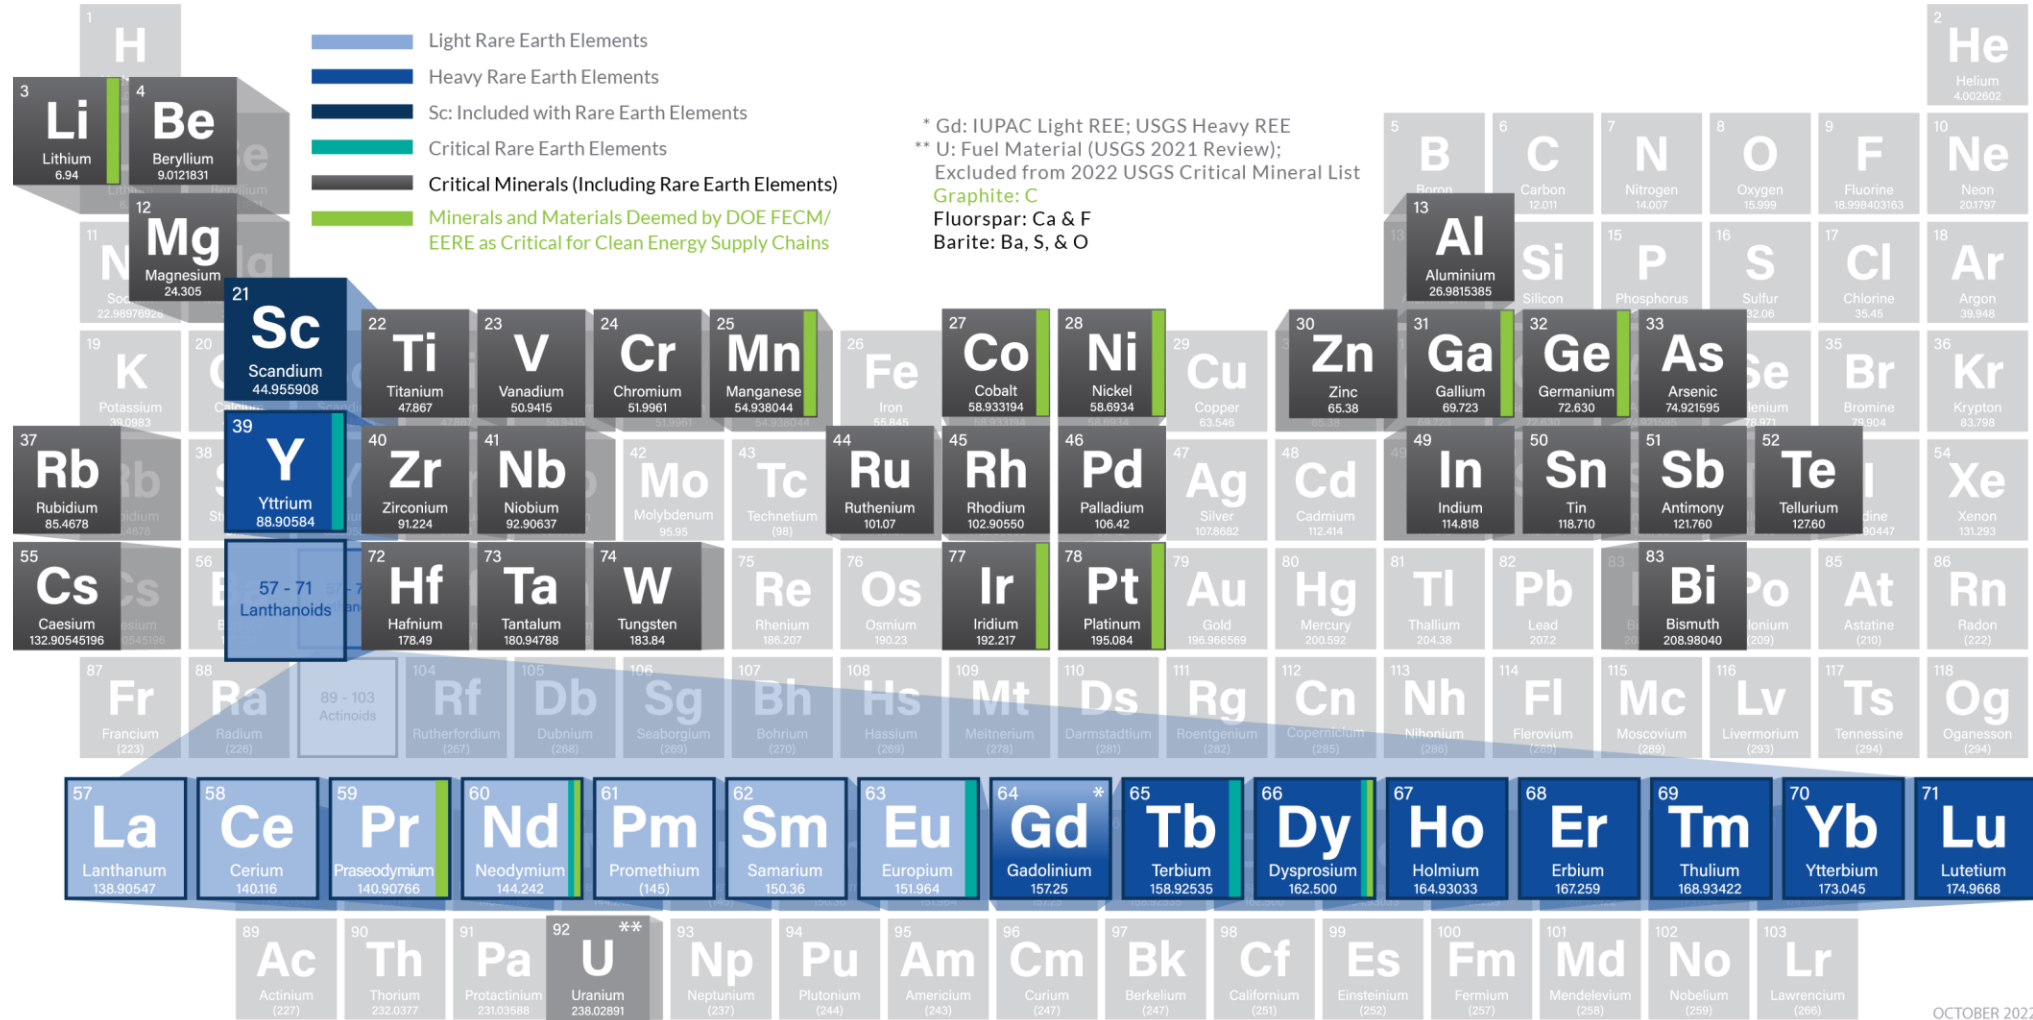 1
H
2
He
Helium
4.002602
Light Rare Earth Elements
Heavy Rare Earth Elements
Sc: Included with Rare Earth Elements
Critical Rare Earth Elements
Critical Minerals (Including Rare Earth Elements)
Minerals and Materials Deemed by DOE FECM/
EERE as Critical for Clean Energy Supply Chains
* Gd: IUPAC Light REE; USGS Heavy REE
** U: Fuel Material (USGS 2021 Review);
Excluded from 2022 USGS Critical Mineral List
Graphite: C
Fluorspar: Ca & F
Barite: Ba, S, & O
3
Li
Lithium
6.94
4
Be
Beryllium
9.0121831
5
B
Boron
6
C
Carbon
12.011
7
N
Nitrogen
14.007
8
O
Oxygen
15.999
9
F
Fluorine
18.998403163
10
Ne
Neon
20.1797
11
22.98976928
12
Mg
Magnesium
24.305
13
Al
Aluminium
26.9815385
Si
Silicon
15
P
Phosphorus
16
S
Sulfur
32.06
17
Cl
Chlorine
35.45
18
Ar
Argon
39.948
19
K
Potassium
39.0983
20
21
Sc
Scandium
44.955908
22
Ti
Titanium
47.867
23
V
Vanadium
50.9415
24
Cr
Chromium
51.9961
25
Mn
Manganese
54.938044
26
Fe
Iron
55.845
27
Co
Cobalt
58.933194
28
Ni
Nickel
58.6934
29
Cu
Copper
63.546
30
Zn
Zinc
65.38
31
Ga
Gallium
69.723
32
Ge
Germanium
72.630
33
As
Arsenic
74.921595
Se
78.971
35
Br
Bromine
79.904
36
Kr
Krypton
83.798
37
Rb
Rubidium
85.4678
38
39
Y
Yttrium
88.90584
40
Zr
Zirconium
91.224
41
Nb
Niobium
92.90637
42
Mo
Molybdenum
95.95
43
Tc
Technetium
(98)
44
Ru
Ruthenium
101.07
45
Rh
Rhodium
102.90550
46
Pd
Palladium
106.42
47
Ag
Silver
107.8682
48
Cd
Cadmium
112.414
49
In
Indium
114.818
50
Sn
Tin
118.710
51
Sb
Antimony
121.760
52
Te
Tellurium
127.60
54
Xe
Xenon
131.293
55
Cs
Caesium
132.90545196
56
57 - 71
Lanthanoids
72
Hf
Hafnium
178.49
73
Ta
Tantalum
180.94788
74
W
Tungsten
183.84
75
Re
Rhenium
186.207
76
Os
Osmium
190.23
77
Ir
Iridium
192.217
78
Pt
Platinum
195.084
79
Au
Gold
196.966569
80
Hg
Mercury
200.592
81
Tl
Thallium
204.38
82
Pb
Lead
207.2
83
Bi
Bismuth
208.98040
Po
(209)
85
At
Astatine
(210)
86
Rn
Radon
(222)
87
Fr
Francium
(223)
88
Ra
Radium
(226)
89 - 103
Actinoids
104
Rf
Rutherfordium
(267)
105
Db
Dubnium
(268)
106
Sg
Seaborgium
(269)
107
Bh
Bohrium
(270)
108
Hs
Hassium
(269)
109
Mt
Meitnerium
(278)
110
Ds
Darmstadtium
(281)
111
Rg
Roentgenium
(282)
112
Cn
Copernicium
(285)
113
Nh
Nihonium
(286)
114
Fl
Flerovium
(289)
115
Mc
Moscovium
(289)
116
Lv
Livermorium
(293)
117
Ts
Tennessine
(294)
118
Og
Oganesson
(294)
57
La
Lanthanum
138.90547
58
Ce
Cerium
140.116
59
Pr
Praseodymium
140.90766
60
Nd
Neodymium
144.242
61
Pm
Promethium
(145)
62
Sm
Samarium
150.36
63
Eu
Europium
151.964
64 *
Gd
Gadolinium
157.25
65
Tb
Terbium
158.92535
66
Dy
Dysprosium
162.500
67
Ho
Holmium
164.93033
68
Er
Erbium
167.259
69
Tm
Thulium
168.93422
70
Yb
Ytterbium
173.045
71
Lu
Lutetium
174.9668
89
Ac
Actinium
(227)
90
Th
Thorium
232.0377
91
Pa
Protactinium
231.03588
92 **
U
Uranium
238.02891
93
Np
Neptunium
(237)
94
Pu
Plutonium
(244)
95
Am
Americium
(243)
96
Cm
Curium
(247)
97
Bk
Berkelium
(247)
98
Cf
Californium
(251)
99
Es
Einsteinium
(252)
100
Fm
Fermium
(257)
101
Md
Mendelevium
(258)
102
No
Nobelium
(259)
103
Lr
Lawrencium
(266)
OCTOBER 2022